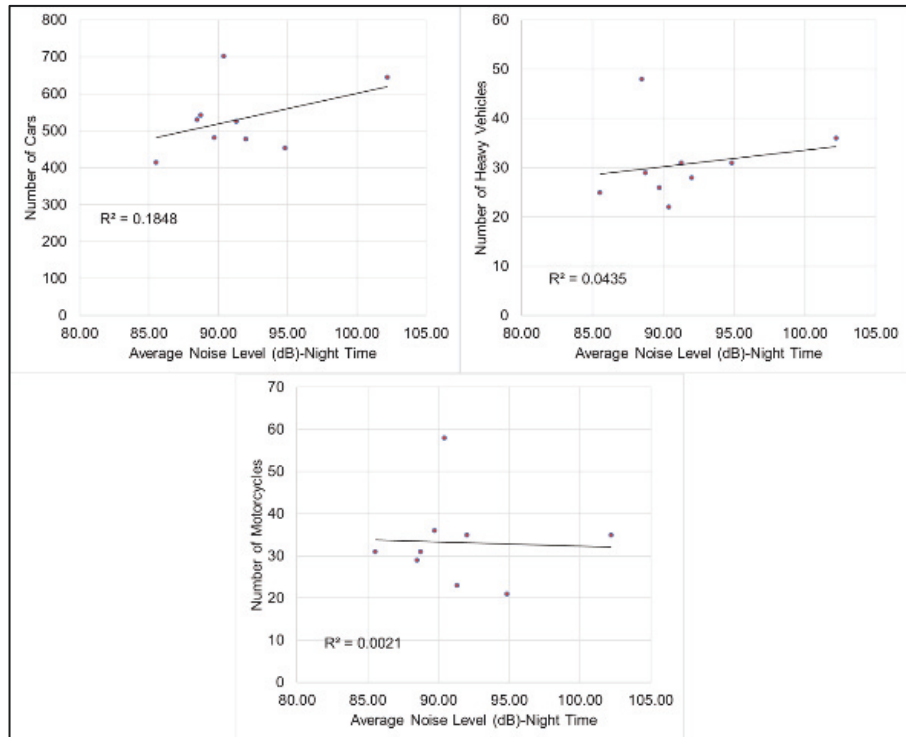 800
700
600
500
400
300
200
100
0
Number of Cars
R² = 0.1848
80.00 85.00 90.00 95.00 100.00 105.00
Average Noise Level (dB)-Night Time
60
50
40
30
20
10
0
Number of Heavy Vehicles
R² = 0.0435
80.00 85.00 90.00 95.00 100.00 105.00
Average Noise Level (dB)-Night Time
70
60
50
40
30
20
10
0
Number of Motorcycles
R² = 0.0021
80.00 85.00 90.00 95.00 100.00 105.00
Average Noise Level (dB)-Night Time